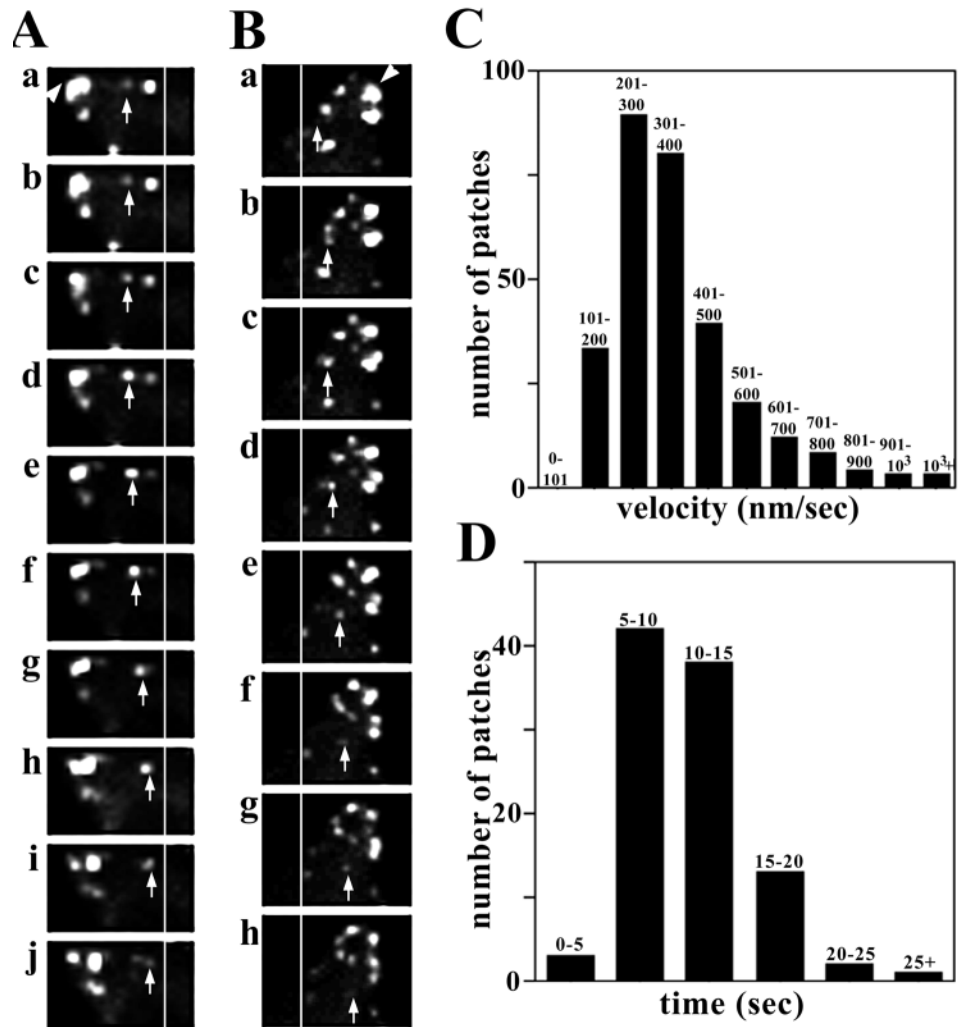 A
a
b
c
d
e
f
g
h
i
j
B
a
b
c
d
e
f
g
h
C
number of patches
100
50
0
0-
101
101-
200
201-
300
301-
400
401-
500
501-
600
601-
700
701-
800
801-
900
901-
10³
10³+
velocity (nm/sec)
D
number of patches
40
20
0
0-5
5-10
10-15
15-20
20-25
25+
time (sec)